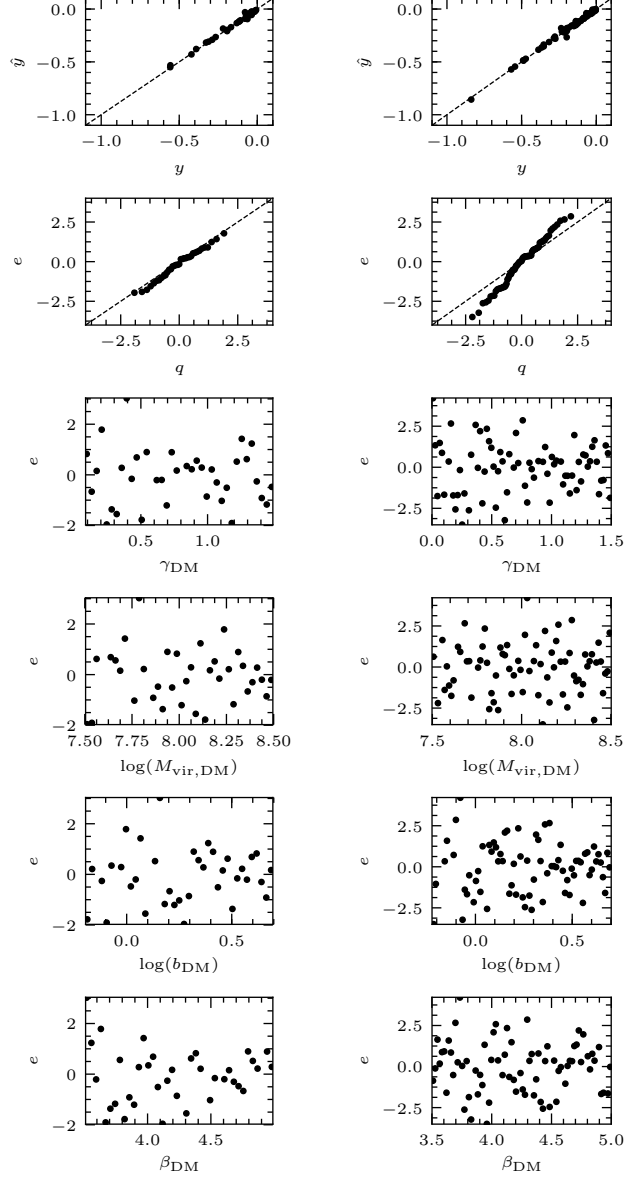 0.0 0.0
ŷ −0.5 ŷ −0.5
−1.0 −1.0
−1.0 −0.5 0.0 −1.0 −0.5 0.0
y y
2.5 2.5
e 0.0 e 0.0
−2.5 −2.5
−2.5 0.0 2.5 −2.5 0.0 2.5
q q
2 2.5
e 0 e 0.0
−2 −2.5
0.5 1.0 0.0 0.5 1.0 1.5
γDM γDM
2 2.5
e 0 e 0.0
−2 −2.5
7.50 7.75 8.00 8.25 8.50 7.5 8.0 8.5
log(Mvir,DM) log(Mvir,DM)
2 2.5
e 0 e 0.0
−2 −2.5
0.0 0.5 0.0 0.5
log(bDM) log(bDM)
2 2.5
e 0 e 0.0
−2 −2.5
4.0 4.5 3.5 4.0 4.5 5.0
βDM βDM